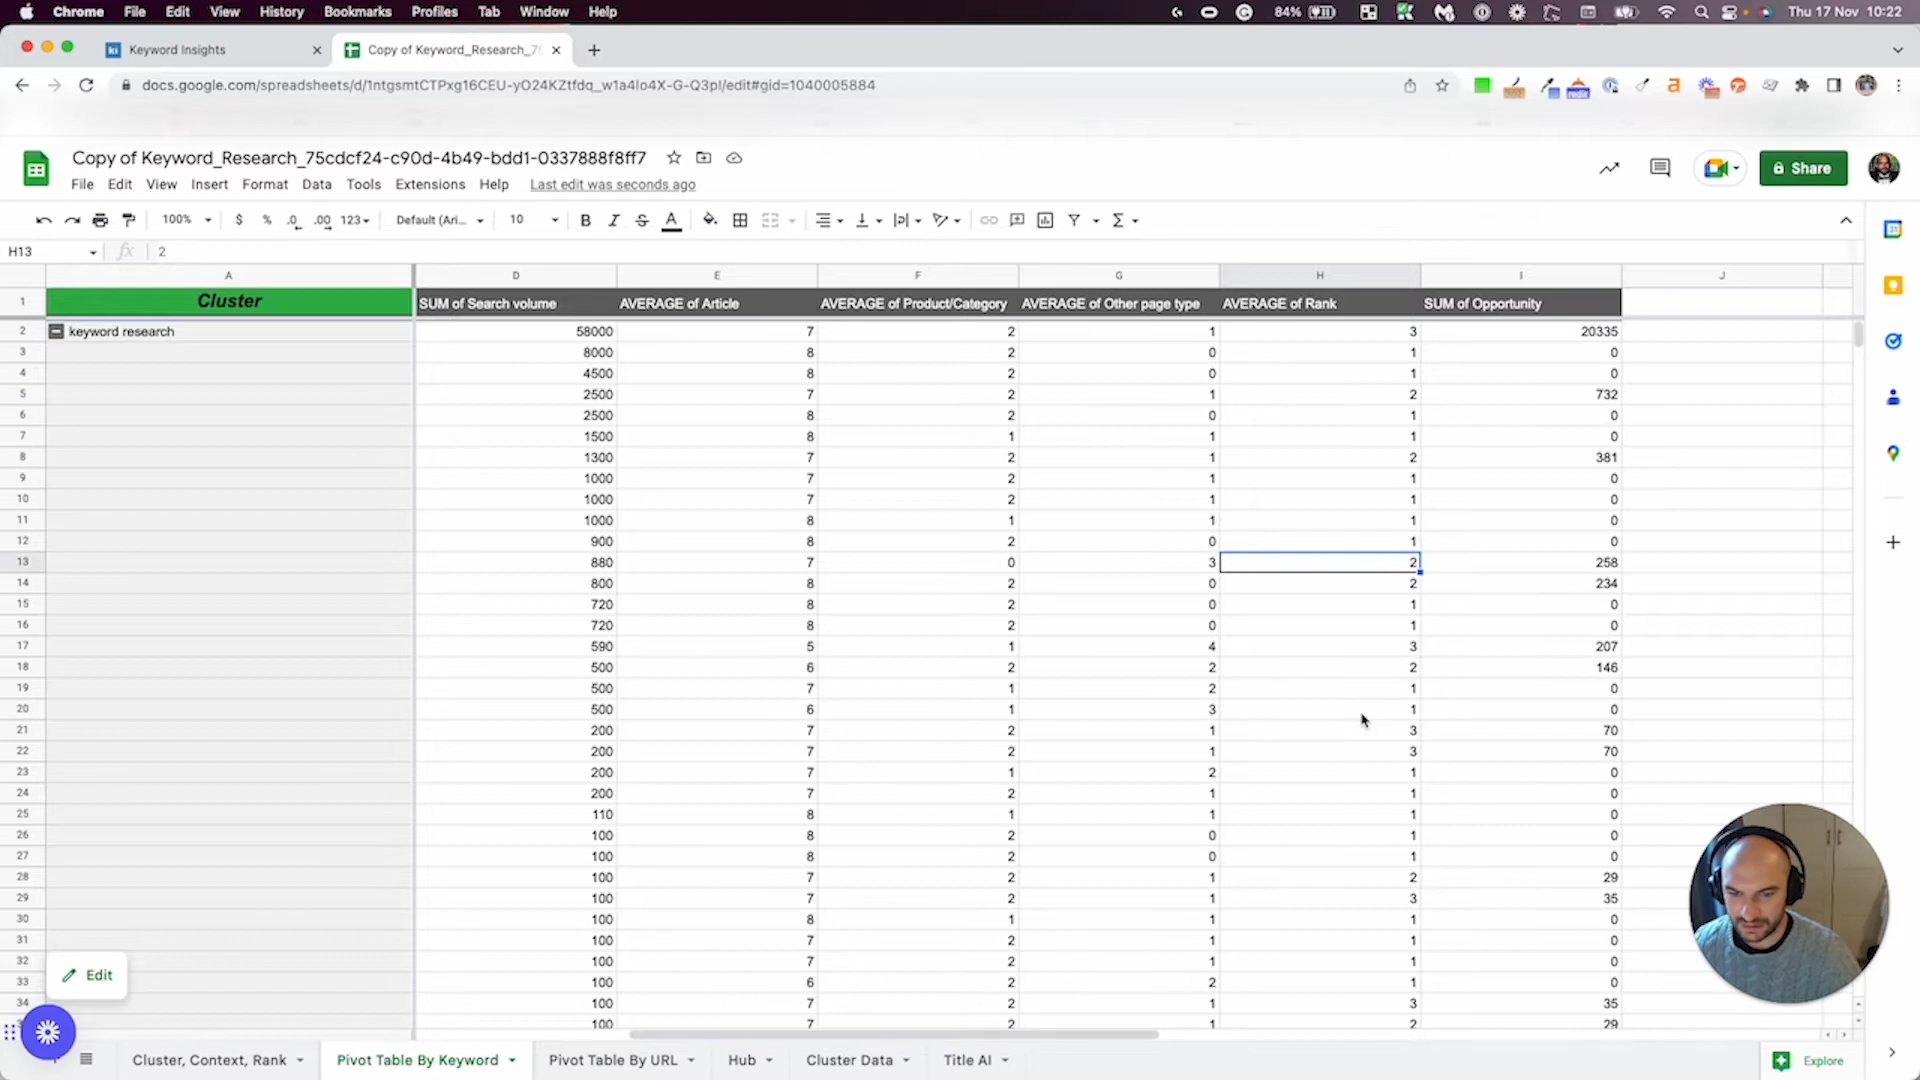 Chrome File Edit View History Bookmarks Profiles Tab Window Help 84% Thu 17 Nov 10:22
Keyword Insights Copy of Keyword_Research_75
docs.google.com/spreadsheets/d/1ntgsmtCTPxg16CEU-yO24KZtfdq_w1a4lo4X-G-Q3pI/edit#gid=1040005884
Copy of Keyword_Research_75cdcf24-c90d-4b49-bdd1-0337888f8ff7
Share
File Edit View Insert Format Data Tools Extensions Help Last edit was seconds ago
100% $ % .0 .00 123 Default (Ari... 10 B I S A
H13 fx 2
A D E F G H I J
1 Cluster SUM of Search volume AVERAGE of Article AVERAGE of Product/Category AVERAGE of Other page type AVERAGE of Rank SUM of Opportunity
2 keyword research 58000 7 2 1 3 20335
3 8000 8 2 0 1 0
4 4500 8 2 0 1 0
5 2500 7 2 1 2 732
6 2500 8 2 0 1 0
7 1500 8 1 1 1 0
8 1300 7 2 1 2 381
9 1000 7 2 1 1 0
10 1000 7 2 1 1 0
11 1000 8 1 1 1 0
12 900 8 2 0 1 0
13 880 7 0 3 2 258
14 800 8 2 0 2 234
15 720 8 2 0 1 0
16 720 8 2 0 1 0
17 590 5 1 4 3 207
18 500 6 2 2 2 146
19 500 7 1 2 1 0
20 500 6 1 3 1 0
21 200 7 2 1 3 70
22 200 7 2 1 3 70
23 200 7 1 2 1 0
24 200 7 2 1 1 0
25 110 8 1 1 1 0
26 100 8 2 0 1 0
27 100 8 2 0 1 0
28 100 7 2 1 2 29
29 100 7 2 1 3 35
30 100 8 1 1 1 0
31 100 7 2 1 1 0
32 100 7 2 1 1 0
33 100 6 2 2 1 0
34 100 7 2 1 3 35
100 7 2 1 2 29
Edit
Cluster, Context, Rank Pivot Table By Keyword Pivot Table By URL Hub Cluster Data Title AI Explore